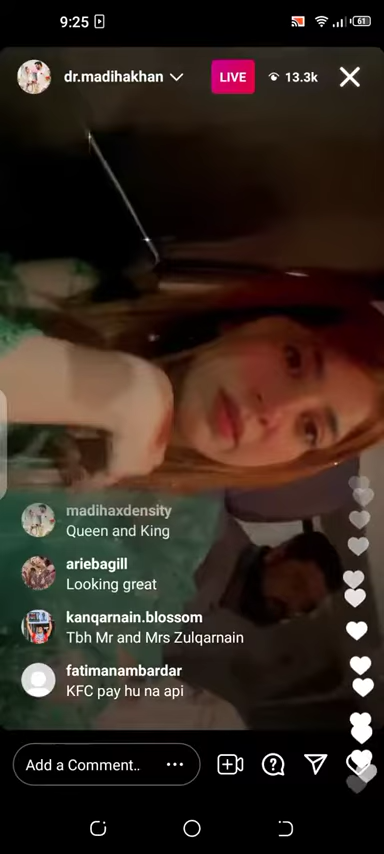 9:25
61
dr.madihakhan
LIVE
13.3k
madihaxdensity
Queen and King
ariebagill
Looking great
kanqarnain.blossom
Tbh Mr and Mrs Zulqarnain
fatimanambardar
KFC pay hu na api
Add a Comment..